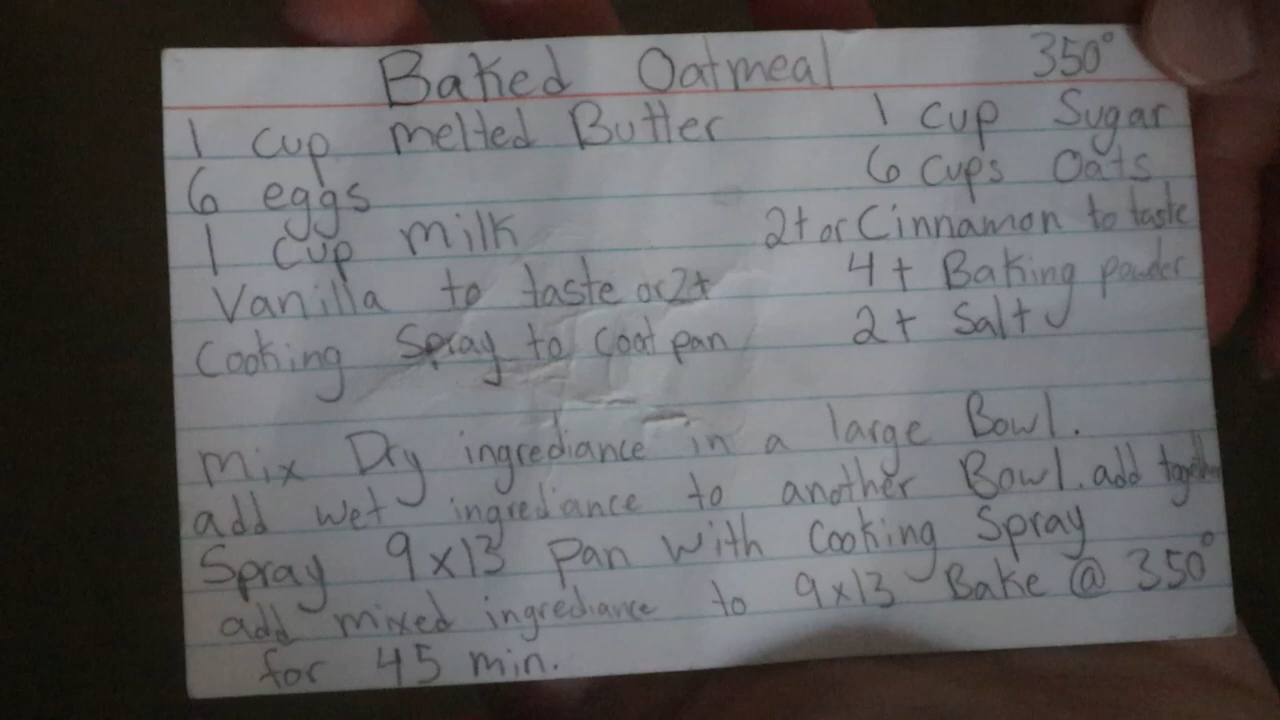 Baked Oatmeal 350°
1 cup melted Butter 1 cup Sugar
6 eggs 6 cups Oats
1 cup milk 2t or Cinnamon to taste
Vanilla to taste or 2t 4t Baking powder
Cooking Spray to coat pan 2t Salt
mix Dry ingrediance in a large Bowl.
add wet ingrediance to another Bowl. add together
Spray 9x13 pan with cooking Spray
add mixed ingrediance to 9x13 Bake @ 350°
for 45 min.